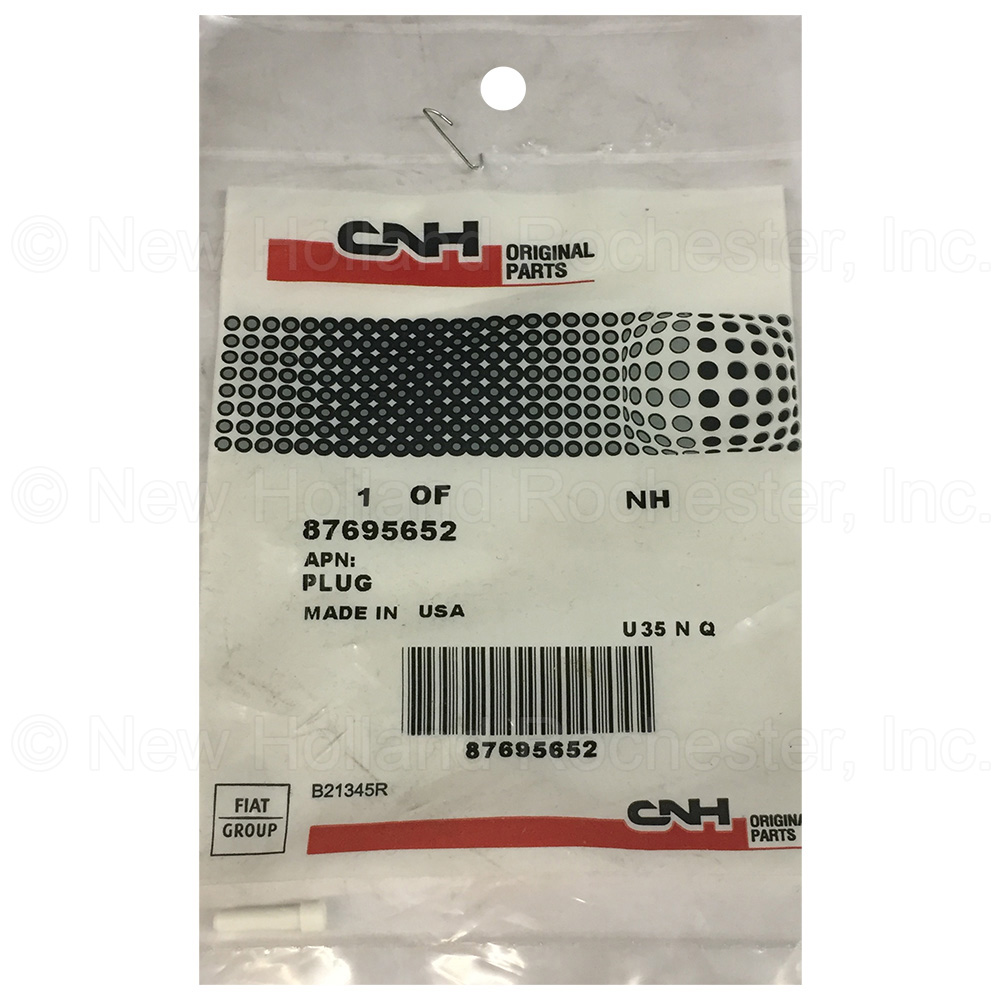 CNH ORIGINAL PARTS
© New Holland Rochester, Inc.
1 OF NH
© New Holland Rochester, Inc.
87695652
APN:
PLUG
MADE IN USA
U35 N Q
© New Holland Rochester, Inc.
87695652
B21345R
FIAT
GROUP
CNH ORIGINA
PARTS